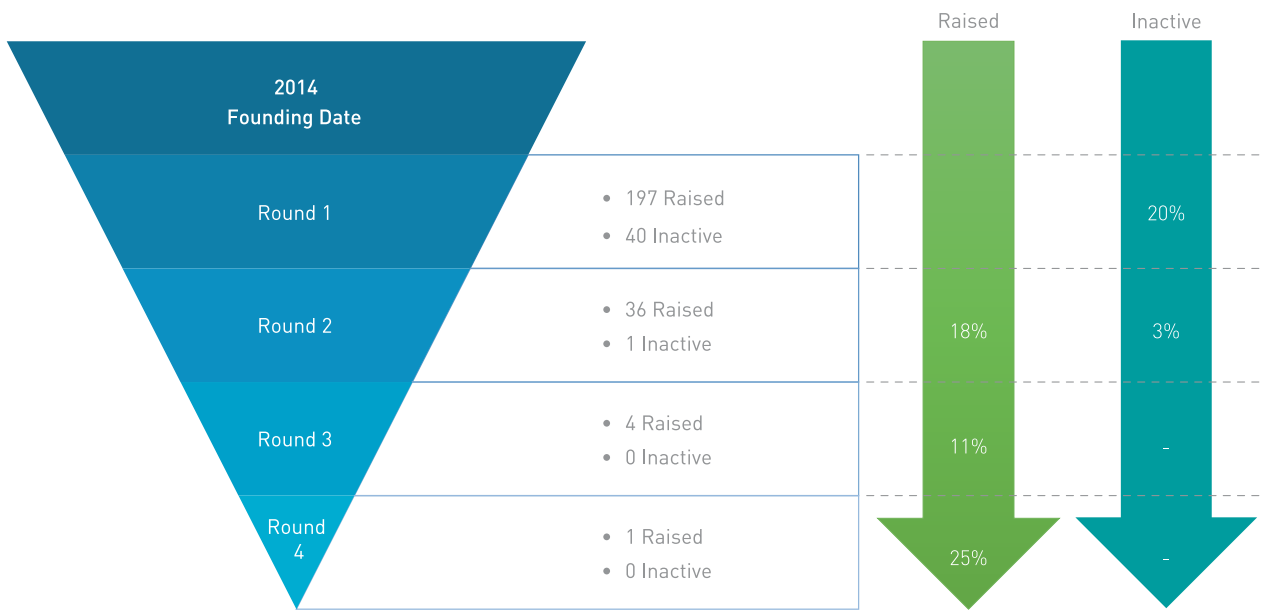 Raised
Inactive
2014
Founding Date
Round 1
• 197 Raised
• 40 Inactive
20%
Round 2
• 36 Raised
• 1 Inactive
18%
3%
Round 3
• 4 Raised
• 0 Inactive
11%
-
Round
4
• 1 Raised
• 0 Inactive
25%
-